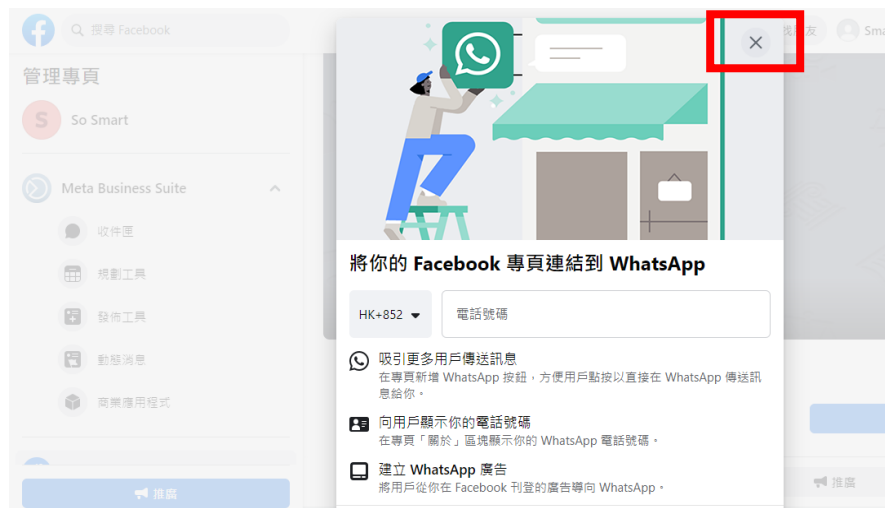 搜尋 Facebook
找朋友
Sma
管理專頁
S
So Smart
Meta Business Suite
收件匣
規劃工具
發佈工具
動態消息
商業應用程式
推廣
將你的 Facebook 專頁連結到 WhatsApp
HK+852
電話號碼
吸引更多用戶傳送訊息
在專頁新增 WhatsApp 按鈕，方便用戶點按以直接在 WhatsApp 傳送訊
息給你。
向用戶顯示你的電話號碼
在專頁「關於」區塊顯示你的 WhatsApp 電話號碼。
建立 WhatsApp 廣告
將用戶從你在 Facebook 刊登的廣告導向 WhatsApp。
推廣